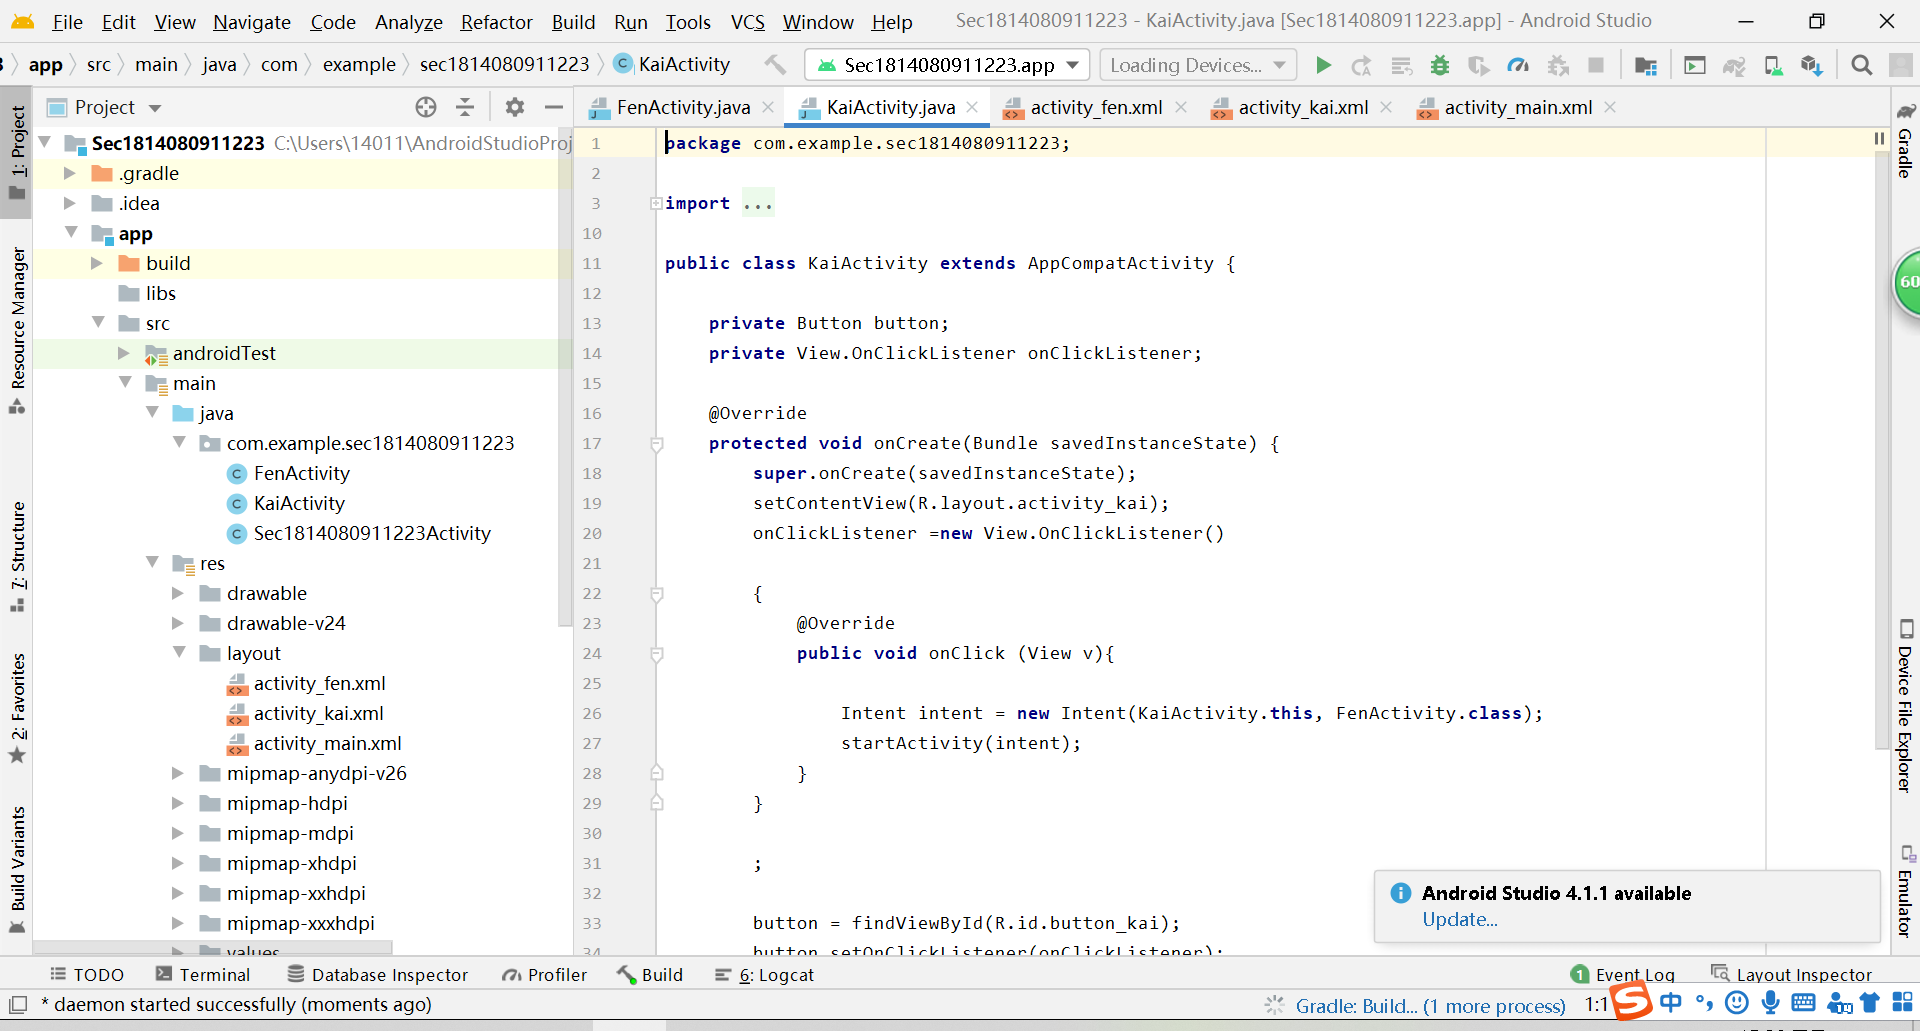 File Edit View Navigate Code Analyze Refactor Build Run Tools VCS Window Help Sec1814080911223 - KaiActivity.java [Sec1814080911223.app] - Android Studio
app src main java com example sec1814080911223 KaiActivity Sec1814080911223.app Loading Devices...
Project
FenActivity.java KaiActivity.java activity_fen.xml activity_kai.xml activity_main.xml
1: Project
Resource Manager
7: Structure
2: Favorites
Build Variants
Sec1814080911223 C:\Users\14011\AndroidStudioProj
.gradle
.idea
app
build
libs
src
androidTest
main
java
com.example.sec1814080911223
FenActivity
KaiActivity
Sec1814080911223Activity
res
drawable
drawable-v24
layout
activity_fen.xml
activity_kai.xml
activity_main.xml
mipmap-anydpi-v26
mipmap-hdpi
mipmap-mdpi
mipmap-xhdpi
mipmap-xxhdpi
mipmap-xxxhdpi
values
1 package com.example.sec1814080911223;
2
3 import ...
10
11 public class KaiActivity extends AppCompatActivity {
12
13 private Button button;
14 private View.OnClickListener onClickListener;
15
16 @Override
17 protected void onCreate(Bundle savedInstanceState) {
18 super.onCreate(savedInstanceState);
19 setContentView(R.layout.activity_kai);
20 onClickListener =new View.OnClickListener()
21
22 {
23 @Override
24 public void onClick (View v){
25
26 Intent intent = new Intent(KaiActivity.this, FenActivity.class);
27 startActivity(intent);
28 }
29 }
30
31 ;
32
33 button = findViewById(R.id.button_kai);
34 button.setOnClickListener(onClickListener);
Gradle
60
Device File Explorer
Emulator
Android Studio 4.1.1 available
Update...
TODO Terminal Database Inspector Profiler Build 6: Logcat 1 Event Log Layout Inspector
* daemon started successfully (moments ago) Gradle: Build... (1 more process) 1:1 S 中